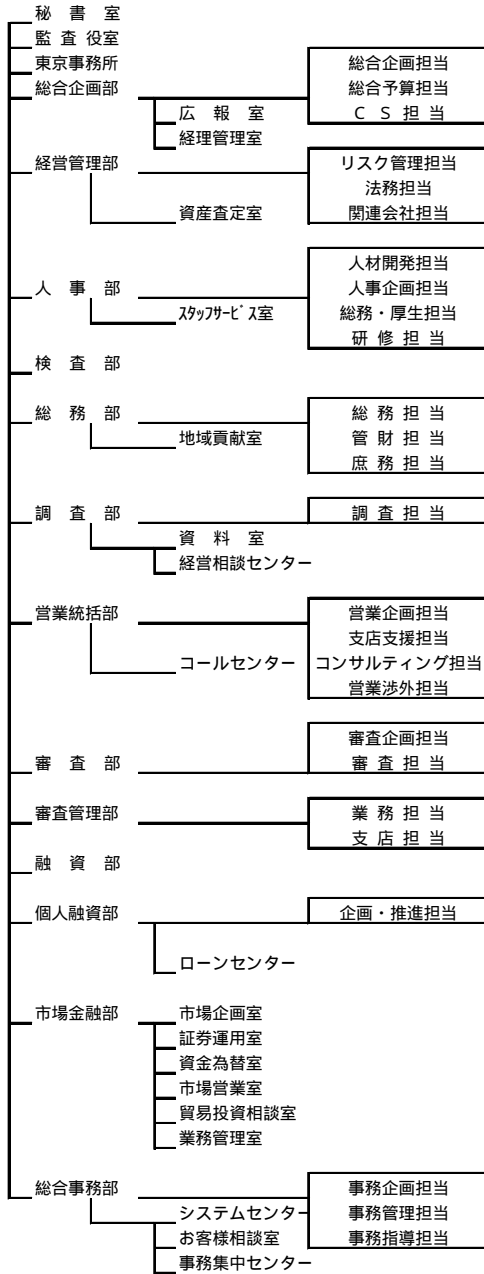 秘書室
監査役室
東京事務所 総合企画担当
総合企画部 総合予算担当
広報室 ＣＳ担当
経理管理室
経営管理部 リスク管理担当
法務担当
資産査定室 関連会社担当
人材開発担当
人事部 人事企画担当
ｽﾀｯﾌｻｰﾋﾞｽ室 総務・厚生担当
研修担当
検査部
総務部 総務担当
地域貢献室 管財担当
庶務担当
調査部 調査担当
資料室
経営相談センター
営業統括部 営業企画担当
支店支援担当
コールセンター コンサルティング担当
営業渉外担当
審査企画担当
審査部 審査担当
審査管理部 業務担当
支店担当
融資部
個人融資部 企画・推進担当
ローンセンター
市場金融部 市場企画室
証券運用室
資金為替室
市場営業室
貿易投資相談室
業務管理室
総合事務部 事務企画担当
システムセンター 事務管理担当
お客様相談室 事務指導担当
事務集中センター